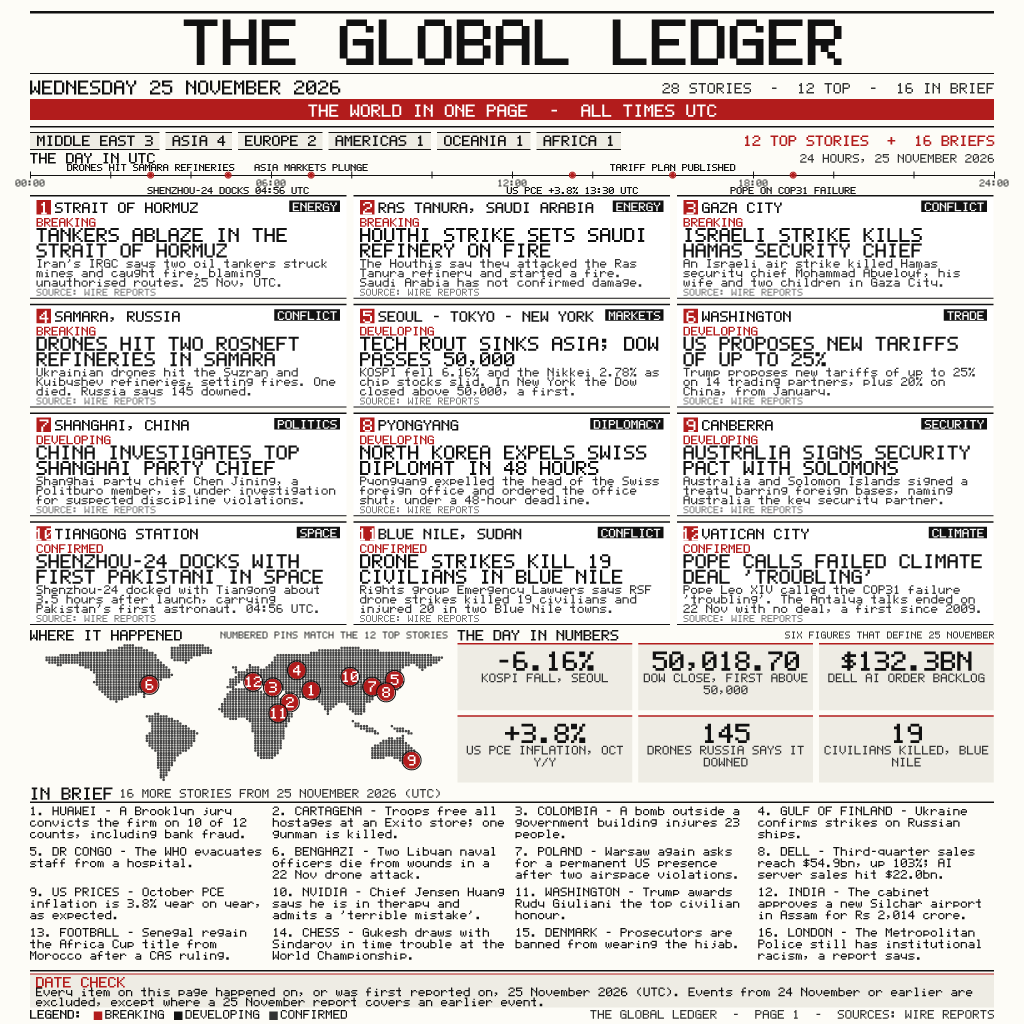 THE GLOBAL LEDGER
WEDNESDAY 25 NOVEMBER 2026
28 STORIES - 12 TOP - 16 IN BRIEF
THE WORLD IN ONE PAGE - ALL TIMES UTC
MIDDLE EAST 3 ASIA 4 EUROPE 2 AMERICAS 1 OCEANIA 1 AFRICA 1
12 TOP STORIES + 16 BRIEFS
THE DAY IN UTC
24 HOURS, 25 NOVEMBER 2026
DRONES HIT SAMARA REFINERIES ASIA MARKETS PLUNGE TARIFF PLAN PUBLISHED
00:00 06:00 12:00 18:00 24:00
SHENZHOU-24 DOCKS 04:56 UTC US PCE +3.8% 13:30 UTC POPE ON COP31 FAILURE
1 STRAIT OF HORMUZ ENERGY
BREAKING
TANKERS ABLAZE IN THE
STRAIT OF HORMUZ
Iran's IRGC says two oil tankers struck
mines and caught fire, blaming
unauthorised routes. 25 Nov, UTC.
SOURCE: WIRE REPORTS
2 RAS TANURA, SAUDI ARABIA ENERGY
BREAKING
HOUTHI STRIKE SETS SAUDI
REFINERY ON FIRE
The Houthis say they attacked the Ras
Tanura refinery and started a fire.
Saudi Arabia has not confirmed damage.
SOURCE: WIRE REPORTS
3 GAZA CITY CONFLICT
BREAKING
ISRAELI STRIKE KILLS
HAMAS SECURITY CHIEF
An Israeli air strike killed Hamas
security chief Mohammad Abuelouf, his
wife and two children in Gaza City.
SOURCE: WIRE REPORTS
4 SAMARA, RUSSIA CONFLICT
BREAKING
DRONES HIT TWO ROSNEFT
REFINERIES IN SAMARA
Ukrainian drones hit the Syzran and
Kuibyshev refineries, setting fires. One
died. Russia says 145 downed.
SOURCE: WIRE REPORTS
5 SEOUL - TOKYO - NEW YORK MARKETS
DEVELOPING
TECH ROUT SINKS ASIA; DOW
PASSES 50,000
KOSPI fell 6.16% and the Nikkei 2.78% as
chip stocks slid. In New York the Dow
closed above 50,000, a first.
SOURCE: WIRE REPORTS
6 WASHINGTON TRADE
DEVELOPING
US PROPOSES NEW TARIFFS
OF UP TO 25%
Trump proposes new tariffs of up to 25%
on 14 trading partners, plus 20% on
China, from January.
SOURCE: WIRE REPORTS
7 SHANGHAI, CHINA POLITICS
DEVELOPING
CHINA INVESTIGATES TOP
SHANGHAI PARTY CHIEF
Shanghai party chief Chen Jining, a
Politburo member, is under investigation
for suspected discipline violations.
SOURCE: WIRE REPORTS
8 PYONGYANG DIPLOMACY
DEVELOPING
NORTH KOREA EXPELS SWISS
DIPLOMAT IN 48 HOURS
Pyongyang expelled the head of the Swiss
foreign office and ordered the office
shut, under a 48-hour deadline.
SOURCE: WIRE REPORTS
9 CANBERRA SECURITY
DEVELOPING
AUSTRALIA SIGNS SECURITY
PACT WITH SOLOMONS
Australia and Solomon Islands signed a
treaty barring foreign bases, naming
Australia the key security partner.
SOURCE: WIRE REPORTS
10 TIANGONG STATION SPACE
CONFIRMED
SHENZHOU-24 DOCKS WITH
FIRST PAKISTANI IN SPACE
Shenzhou-24 docked with Tiangong about
3.5 hours after launch, carrying
Pakistan's first astronaut. 04:56 UTC.
SOURCE: WIRE REPORTS
11 BLUE NILE, SUDAN CONFLICT
CONFIRMED
DRONE STRIKES KILL 19
CIVILIANS IN BLUE NILE
Rights group Emergency Lawyers says RSF
drone strikes killed 19 civilians and
injured 20 in two Blue Nile towns.
SOURCE: WIRE REPORTS
12 VATICAN CITY CLIMATE
CONFIRMED
POPE CALLS FAILED CLIMATE
DEAL 'TROUBLING'
Pope Leo XIV called the COP31 failure
'troubling'. The Antalya talks ended on
22 Nov with no deal, a first since 2009.
SOURCE: WIRE REPORTS
WHERE IT HAPPENED NUMBERED PINS MATCH THE 12 TOP STORIES
6 12 3 4 1 2 11 10 7 5 8 9
THE DAY IN NUMBERS SIX FIGURES THAT DEFINE 25 NOVEMBER
-6.16%
KOSPI FALL, SEOUL
50,018.70
DOW CLOSE, FIRST ABOVE
50,000
$132.3BN
DELL AI ORDER BACKLOG
+3.8%
US PCE INFLATION, OCT
Y/Y
145
DRONES RUSSIA SAYS IT
DOWNED
19
CIVILIANS KILLED, BLUE
NILE
IN BRIEF 16 MORE STORIES FROM 25 NOVEMBER 2026 (UTC)
1. HUAWEI - A Brooklyn jury
convicts the firm on 10 of 12
counts, including bank fraud.
2. CARTAGENA - Troops free all
hostages at an Exito store; one
gunman is killed.
3. COLOMBIA - A bomb outside a
government building injures 23
people.
4. GULF OF FINLAND - Ukraine
confirms strikes on Russian
ships.
5. DR CONGO - The WHO evacuates
staff from a hospital.
6. BENGHAZI - Two Libyan naval
officers die from wounds in a
22 Nov drone attack.
7. POLAND - Warsaw again asks
for a permanent US presence
after two airspace violations.
8. DELL - Third-quarter sales
reach $54.9bn, up 103%; AI
server sales hit $22.0bn.
9. US PRICES - October PCE
inflation is 3.8% year on year,
as expected.
10. NVIDIA - Chief Jensen Huang
says he is in therapy and
admits a 'terrible mistake'.
11. WASHINGTON - Trump awards
Rudy Giuliani the top civilian
honour.
12. INDIA - The cabinet
approves a new Silchar airport
in Assam for Rs 2,014 crore.
13. FOOTBALL - Senegal regain
the Africa Cup title from
Morocco after a CAS ruling.
14. CHESS - Gukesh draws with
Sindarov in time trouble at the
World Championship.
15. DENMARK - Prosecutors are
banned from wearing the hijab.
16. LONDON - The Metropolitan
Police still has institutional
racism, a report says.
DATE CHECK
Every item on this page happened on, or was first reported on, 25 November 2026 (UTC). Events from 24 November or earlier are
excluded, except where a 25 November report covers an earlier event.
LEGEND: BREAKING DEVELOPING CONFIRMED
THE GLOBAL LEDGER - PAGE 1 - SOURCES: WIRE REPORTS